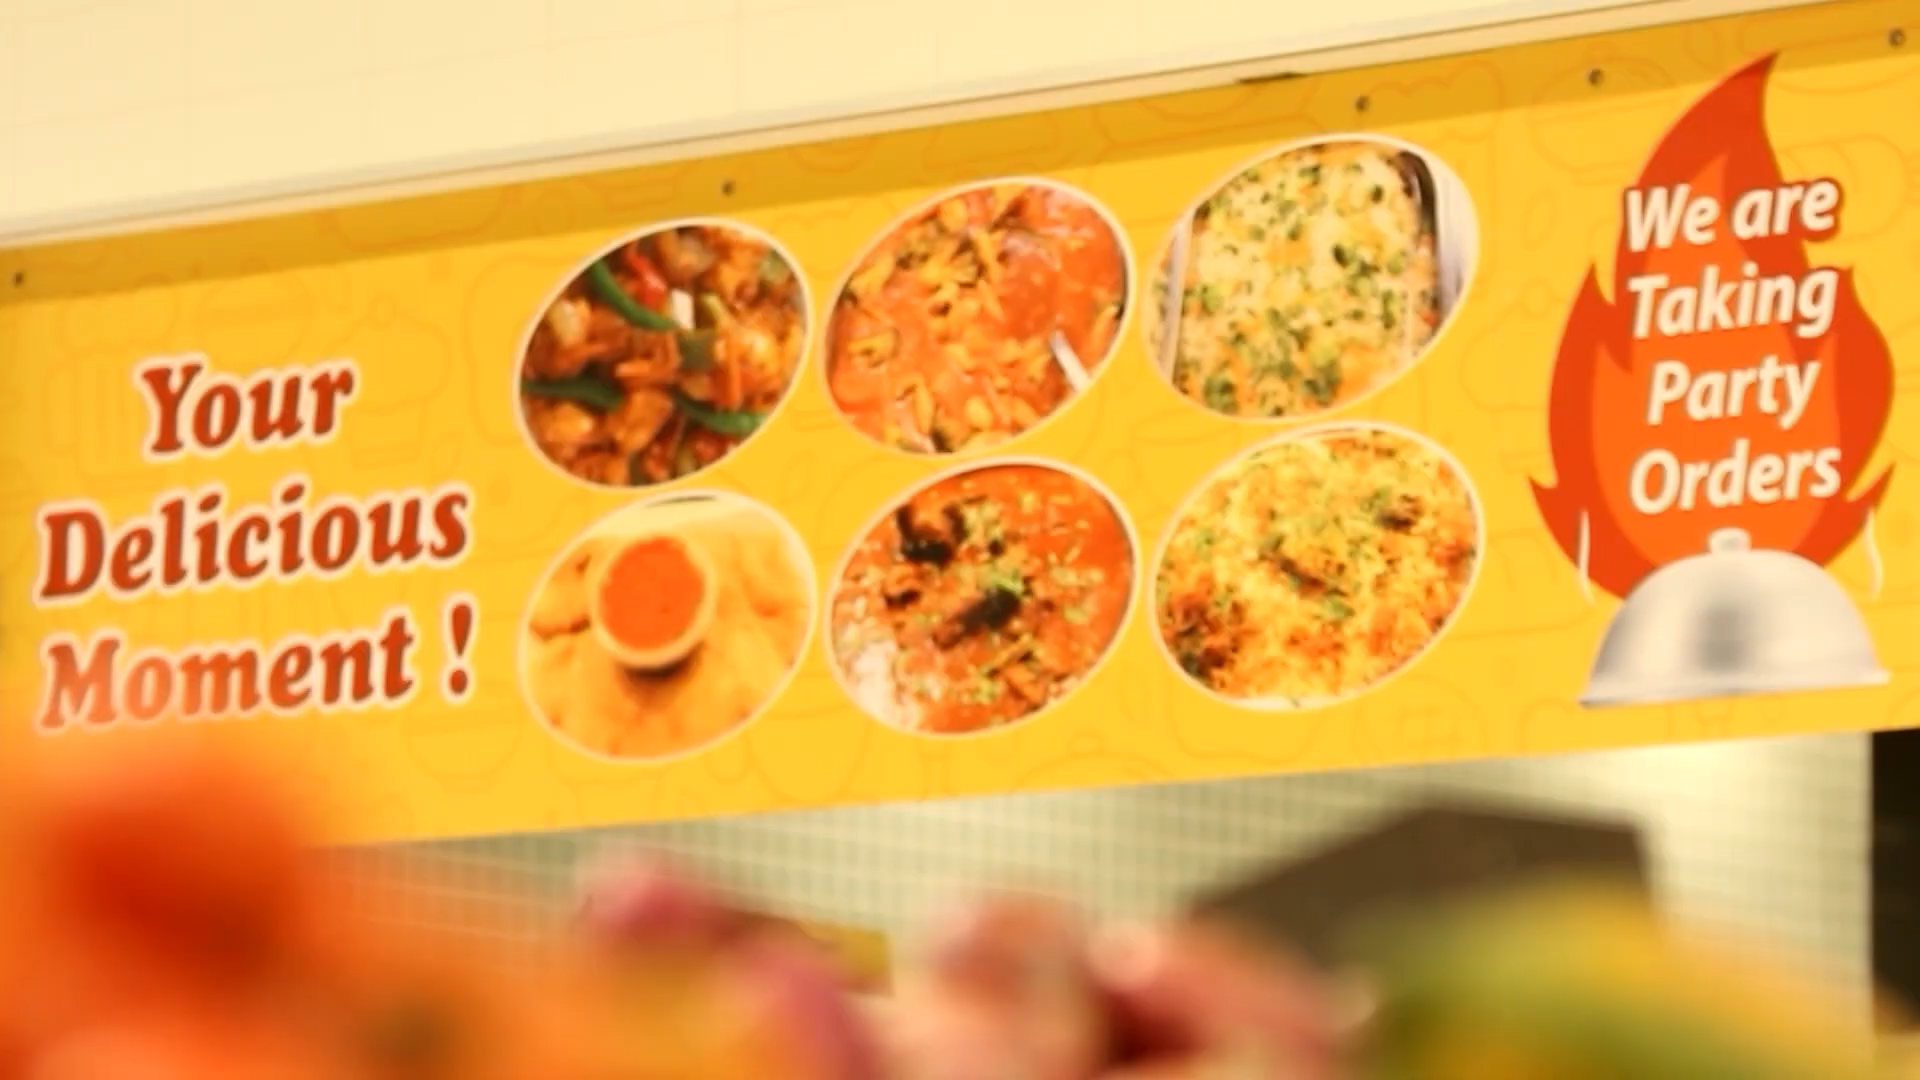 Your
Delicious
Moment !
We are
Taking
Party
Orders